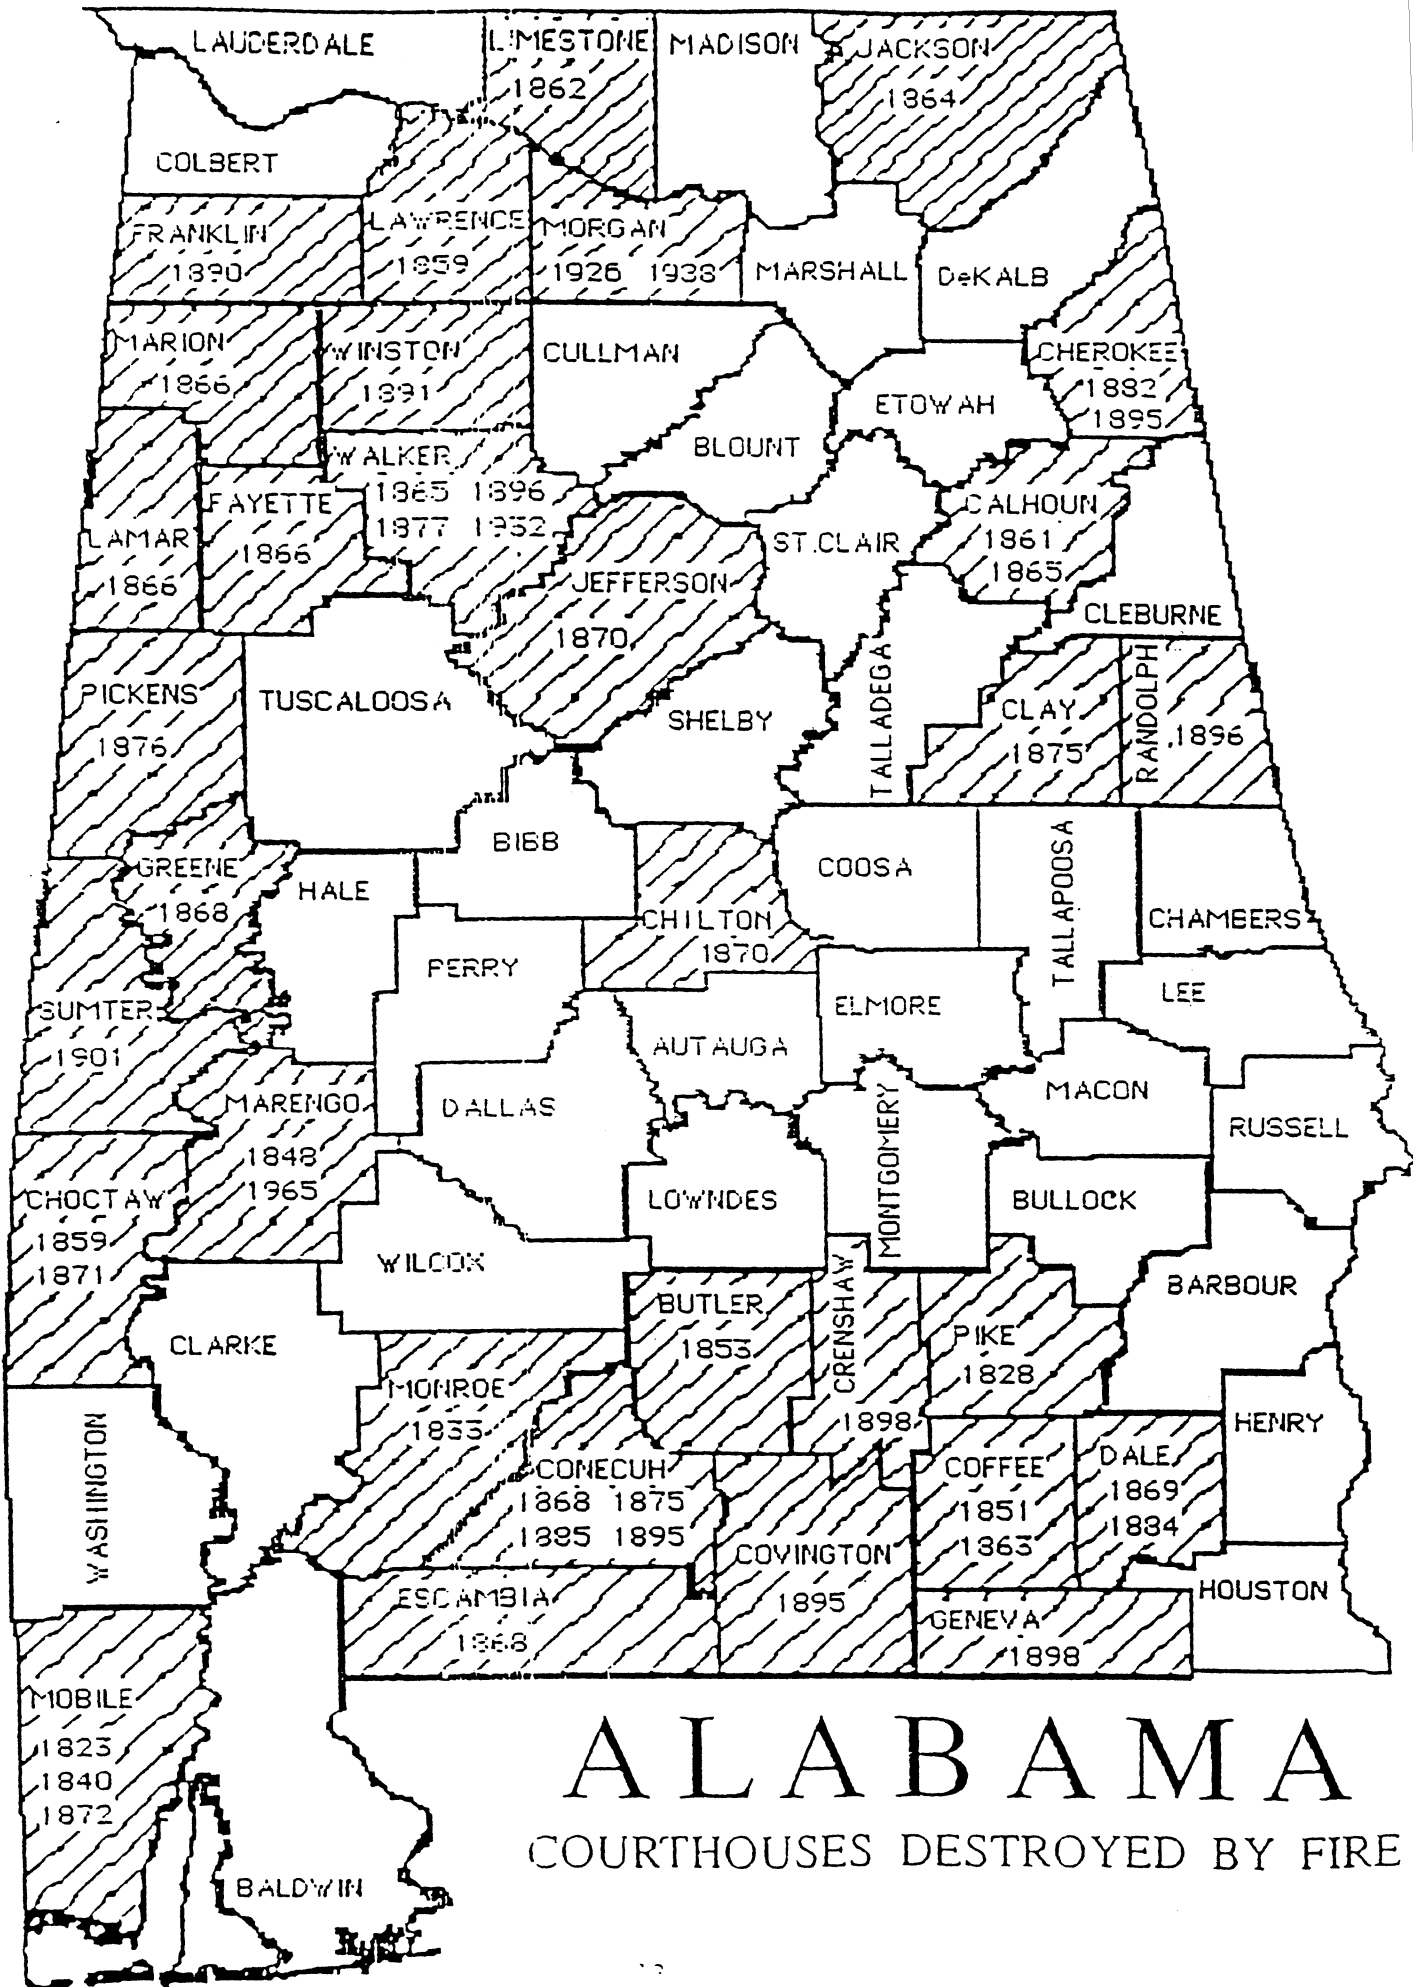 LAUDERDALE
LIMESTONE
1862
MADISON
JACKSON
1864
COLBERT
FRANKLIN
1890
LAWRENCE
1859
MORGAN
1926 1938
MARSHALL
DeKALB
MARION
1866
WINSTON
1891
CULLMAN
CHEROKEE
1882
1895
ETOWAH
BLOUNT
WALKER
1865 1896
1877 1932
LAMAR
1866
FAYETTE
1866
JEFFERSON
1870
ST.CLAIR
CALHOUN
1861
1865
CLEBURNE
PICKENS
1876
TUSCALOOSA
SHELBY
TALLADEGA
CLAY
1875
RANDOLPH
1896
GREENE
1868
HALE
BIBB
CHILTON
1870
COOSA
TALLAPOOSA
CHAMBERS
SUMTER
1901
PERRY
ELMORE
LEE
AUTAUGA
MARENGO
1848
1965
DALLAS
MONTGOMERY
MACON
RUSSELL
CHOCTAW
1859
1871
WILCOX
LOWNDES
BULLOCK
BARBOUR
CLARKE
BUTLER
1853
CRENSHAW
1898
PIKE
1828
MONROE
1833
HENRY
WASHINGTON
CONECUH
1868 1875
1885 1895
COVINGTON
1895
COFFEE
1851
1863
DALE
1869
1884
ESCAMBIA
1868
GENEVA
1898
HOUSTON
MOBILE
1823
1840
1872
BALDWIN
ALABAMA
COURTHOUSES DESTROYED BY FIRE